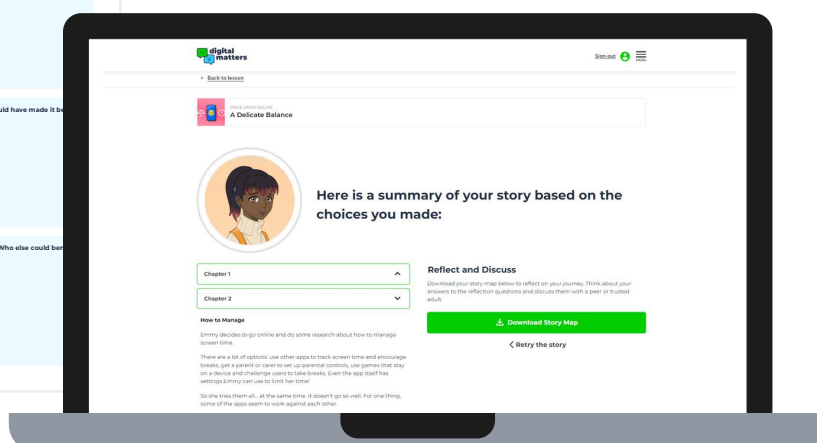 digital
matters
Sign-out
MENU
Back to lesson
ONCE UPON ONLINE
A Delicate Balance
Here is a summary of your story based on the
choices you made:
Chapter 1
Chapter 2
How to Manage
Emmy decides to go online and do some research about how to manage
screen time.
There are a lot of options: use other apps to track screen time and encourage
breaks, get a parent or carer to set up parental controls, use games that stay
on a device and challenge users to take breaks. Even the app itself has
settings Emmy can use to limit her time!
So she tries them all... at the same time. It doesn't go so well. For one thing,
some of the apps seem to work against each other.
Reflect and Discuss
Download your story map below to reflect on your journey. Think about your
answers to the reflection questions and discuss them with a peer or trusted
adult.
Download Story Map
Retry the story
have made it
Who else could